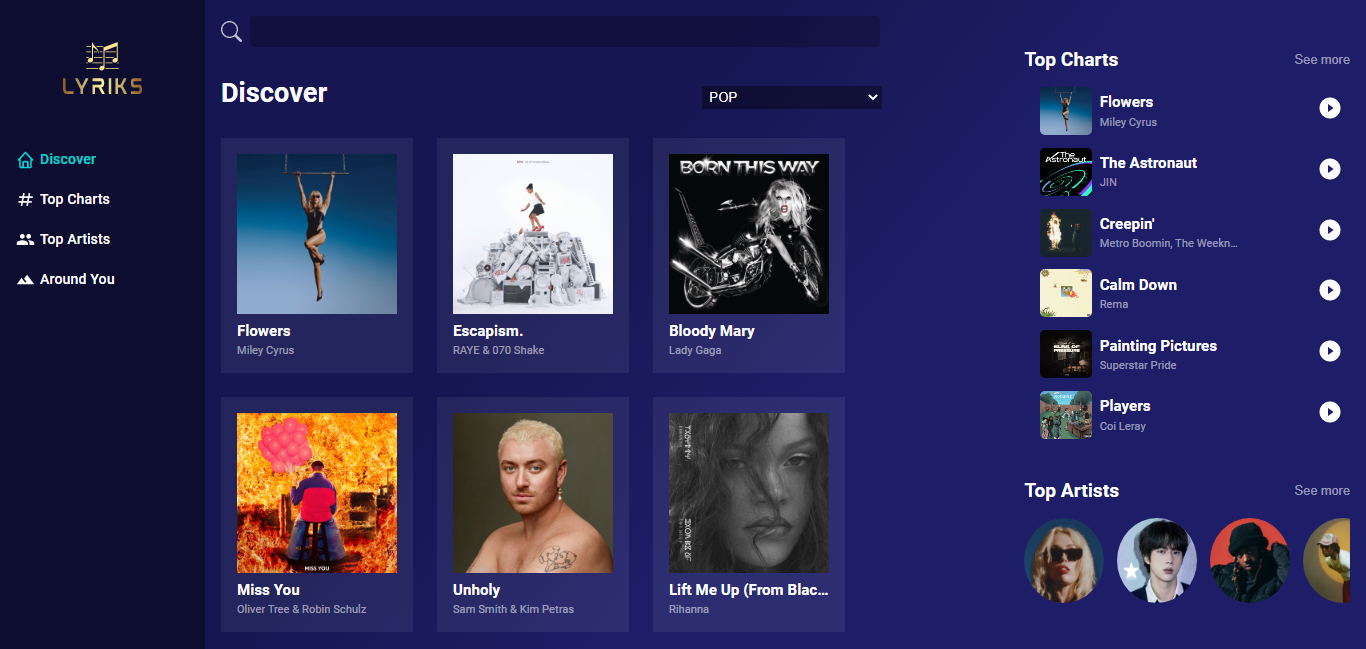 LYRIKS
Discover
Top Charts
Top Artists
Around You
Discover
POP
Flowers
Miley Cyrus
Escapism.
RAYE & 070 Shake
BORN THIS WAY
Bloody Mary
Lady Gaga
MISS YOU
Miss You
Oliver Tree & Robin Schulz
Unholy
Sam Smith & Kim Petras
Lift Me Up (From Blac...
Rihanna
Top Charts
See more
Flowers
Miley Cyrus
The Astronaut
The Astronaut
JIN
Creepin'
Metro Boomin, The Weekn...
Calm Down
Rema
Painting Pictures
Superstar Pride
Players
Coi Leray
Top Artists
See more